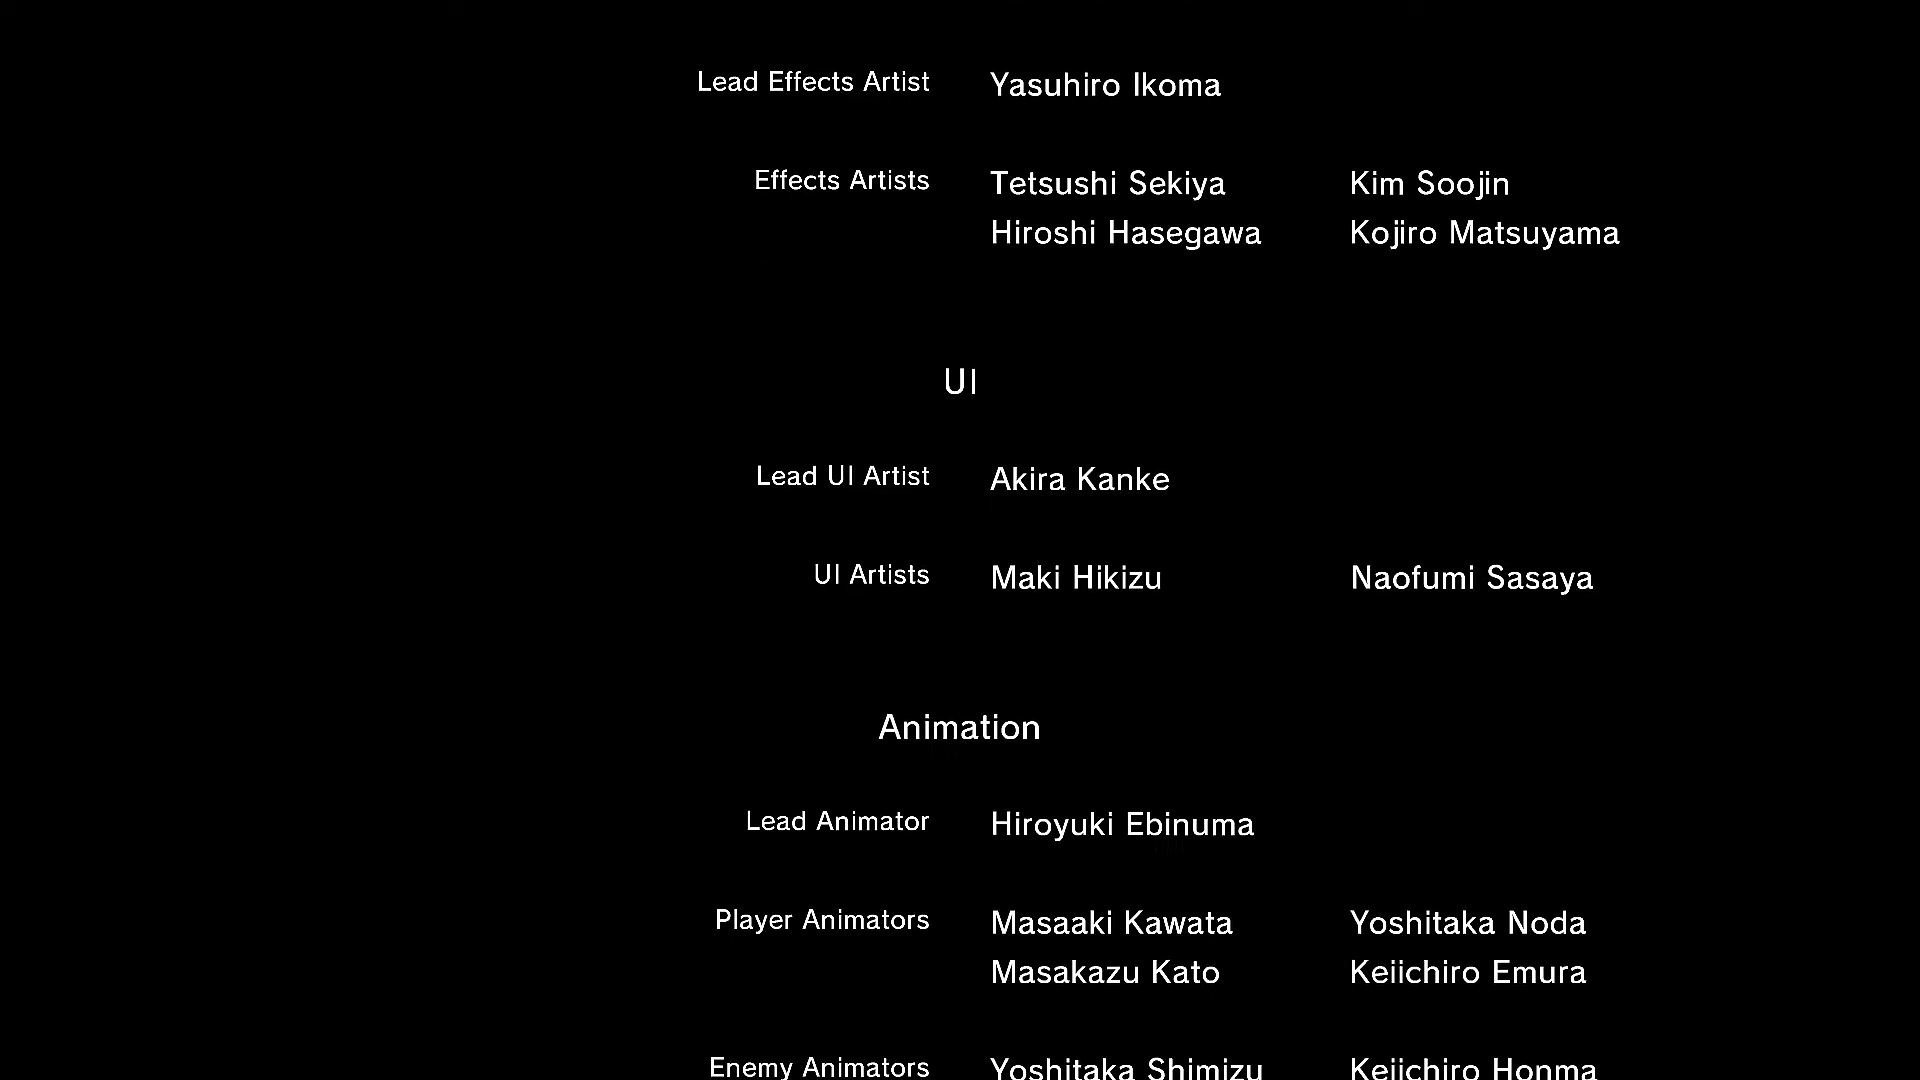 Lead Effects Artist Yasuhiro Ikoma
Effects Artists Tetsushi Sekiya Kim Soojin
Hiroshi Hasegawa Kojiro Matsuyama
UI
Lead UI Artist Akira Kanke
UI Artists Maki Hikizu Naofumi Sasaya
Animation
Lead Animator Hiroyuki Ebinuma
Player Animators Masaaki Kawata Yoshitaka Noda
Masakazu Kato Keiichiro Emura
Enemy Animators Yoshitaka Shimizu Keiichiro Honma